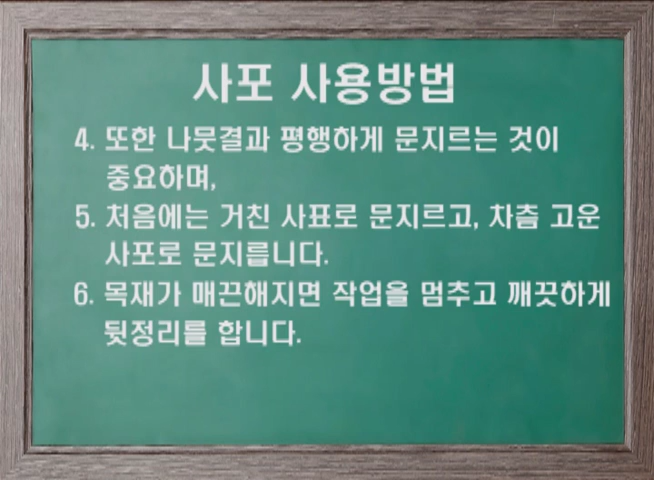 사포 사용방법
4. 또한 나뭇결과 평행하게 문지르는 것이
중요하며,
5. 처음에는 거친 사표로 문지르고, 차츰 고운
사포로 문지릅니다.
6. 목재가 매끈해지면 작업을 멈추고 깨끗하게
뒷정리를 합니다.